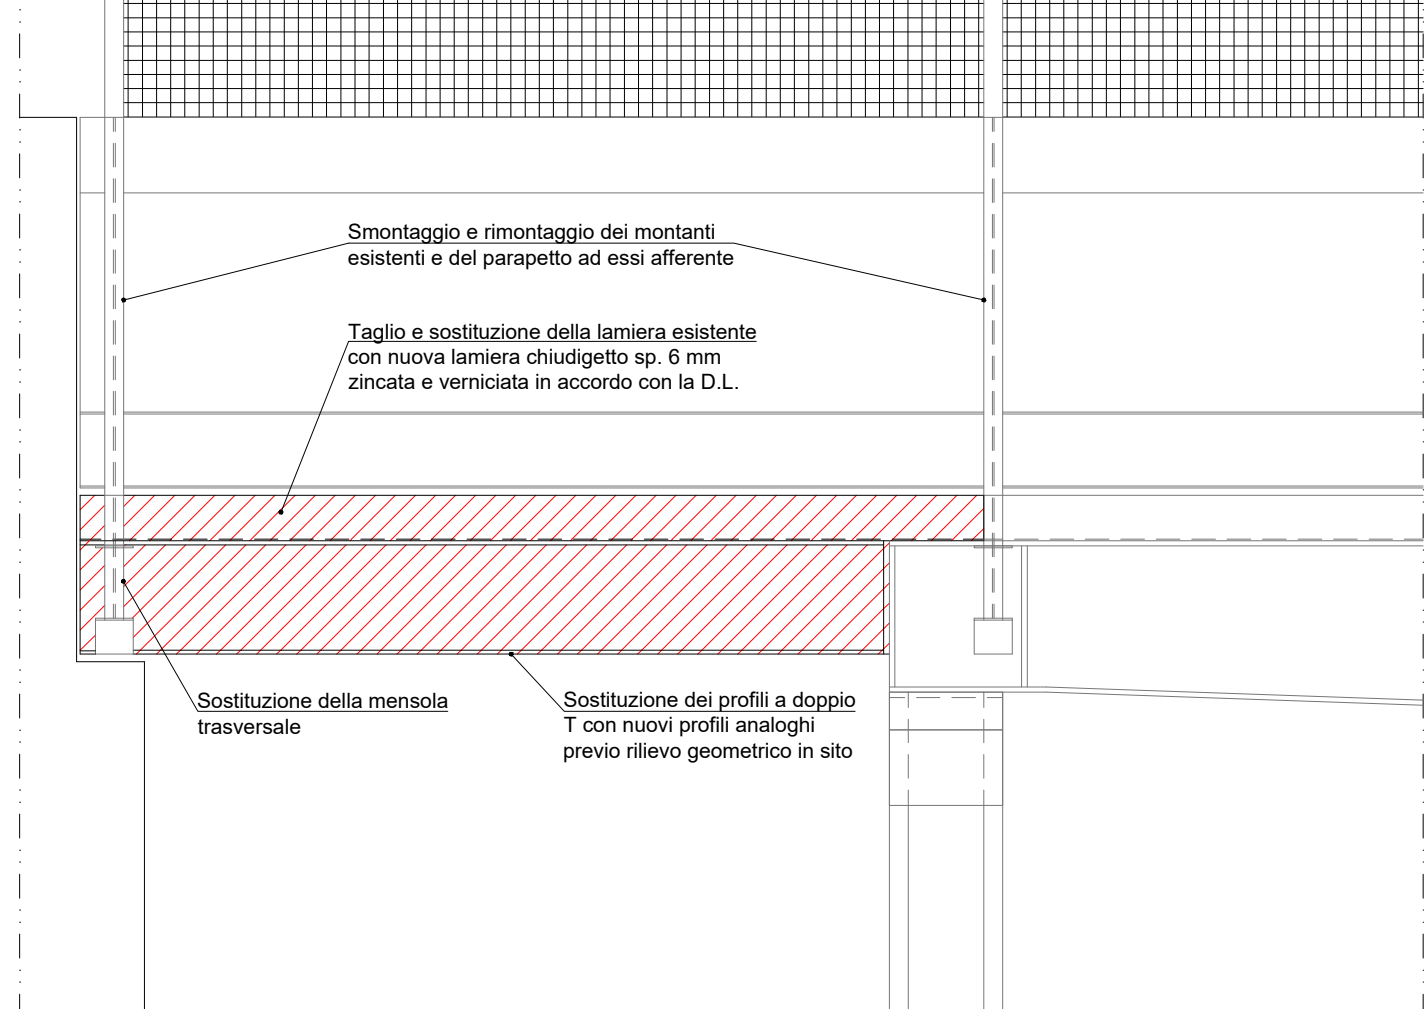 Smontaggio e rimontaggio dei montanti
esistenti e del parapetto ad essi afferente
Taglio e sostituzione della lamiera esistente
con nuova lamiera chiudigetto sp. 6 mm
zincata e verniciata in accordo con la D.L.
Sostituzione della mensola
trasversale
Sostituzione dei profili a doppio
T con nuovi profili analoghi
previo rilievo geometrico in sito